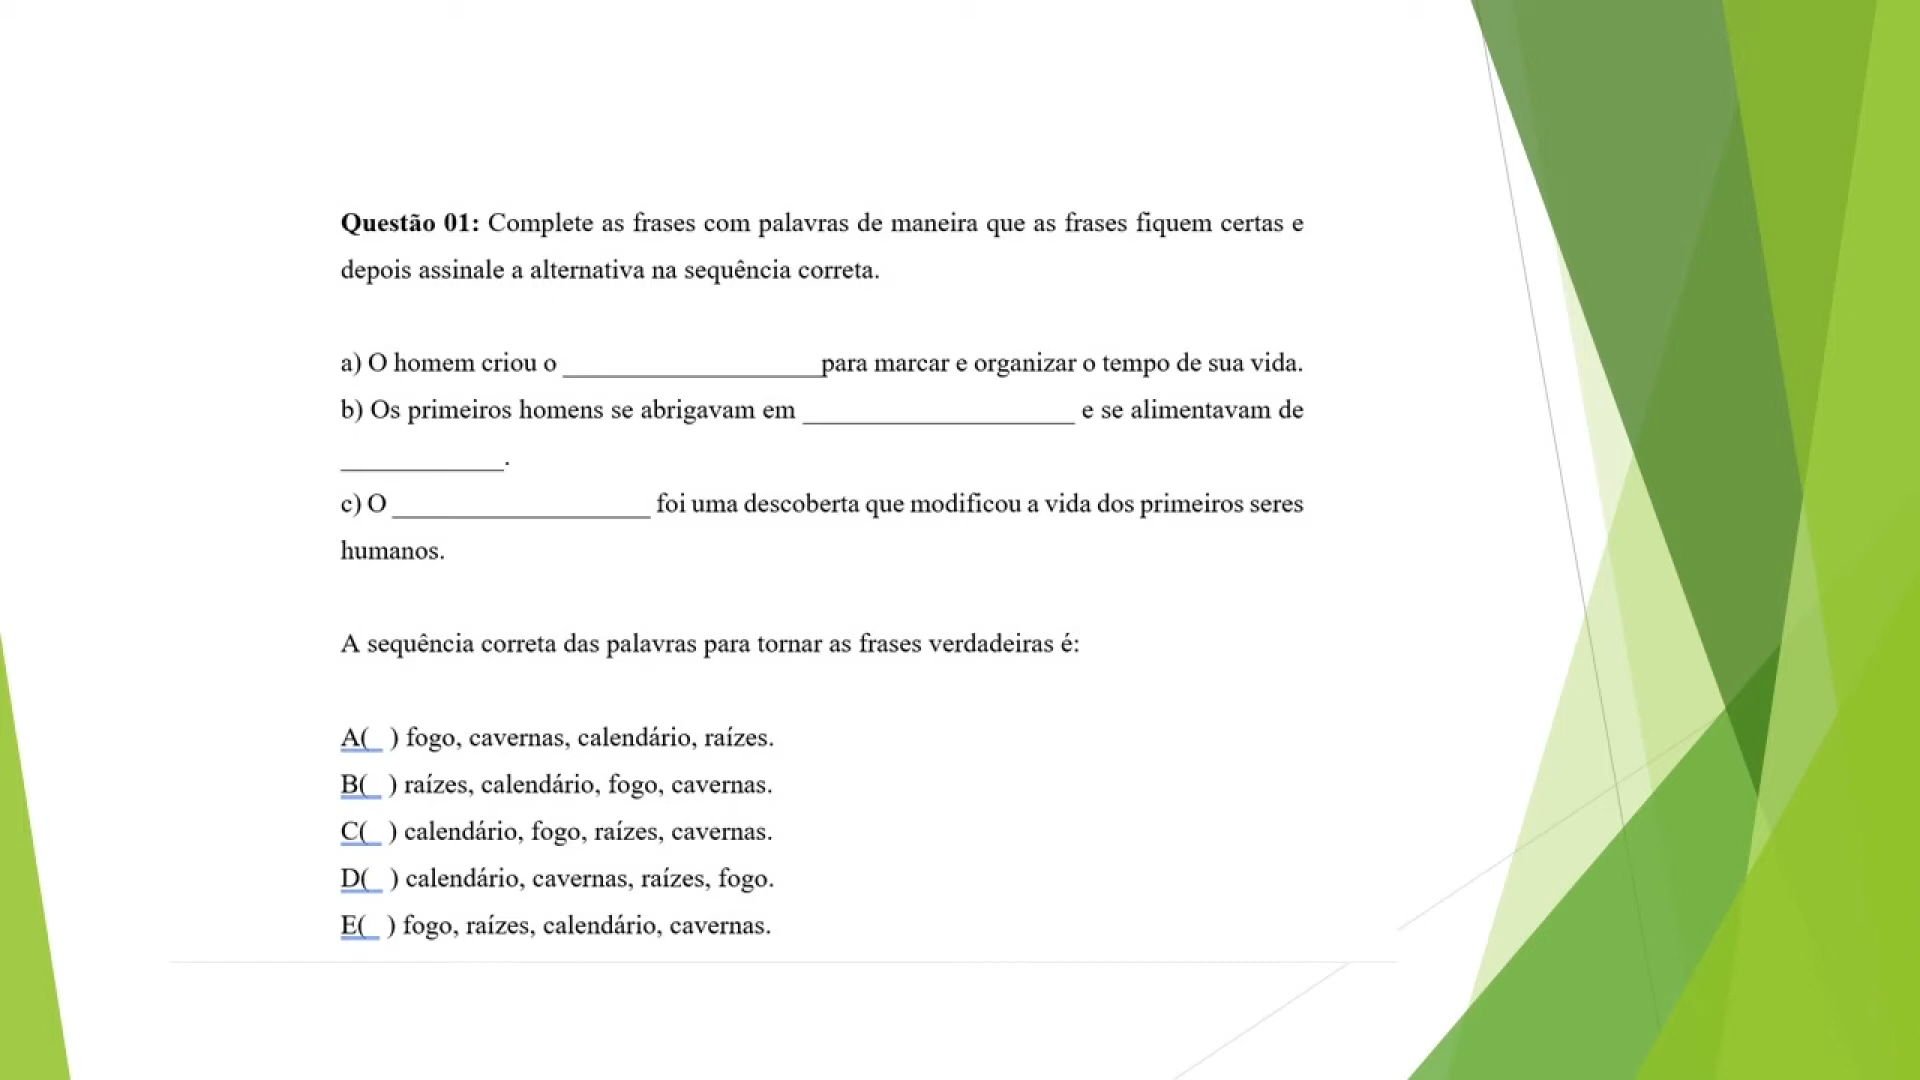 Questão 01: Complete as frases com palavras de maneira que as frases fiquem certas e
depois assinale a alternativa na sequência correta.
a) O homem criou o ____________________para marcar e organizar o tempo de sua vida.
b) Os primeiros homens se abrigavam em ____________________ e se alimentavam de
____________.
c) O ___________________ foi uma descoberta que modificou a vida dos primeiros seres
humanos.
A sequência correta das palavras para tornar as frases verdadeiras é:
A( ) fogo, cavernas, calendário, raízes.
B( ) raízes, calendário, fogo, cavernas.
C( ) calendário, fogo, raízes, cavernas.
D( ) calendário, cavernas, raízes, fogo.
E( ) fogo, raízes, calendário, cavernas.